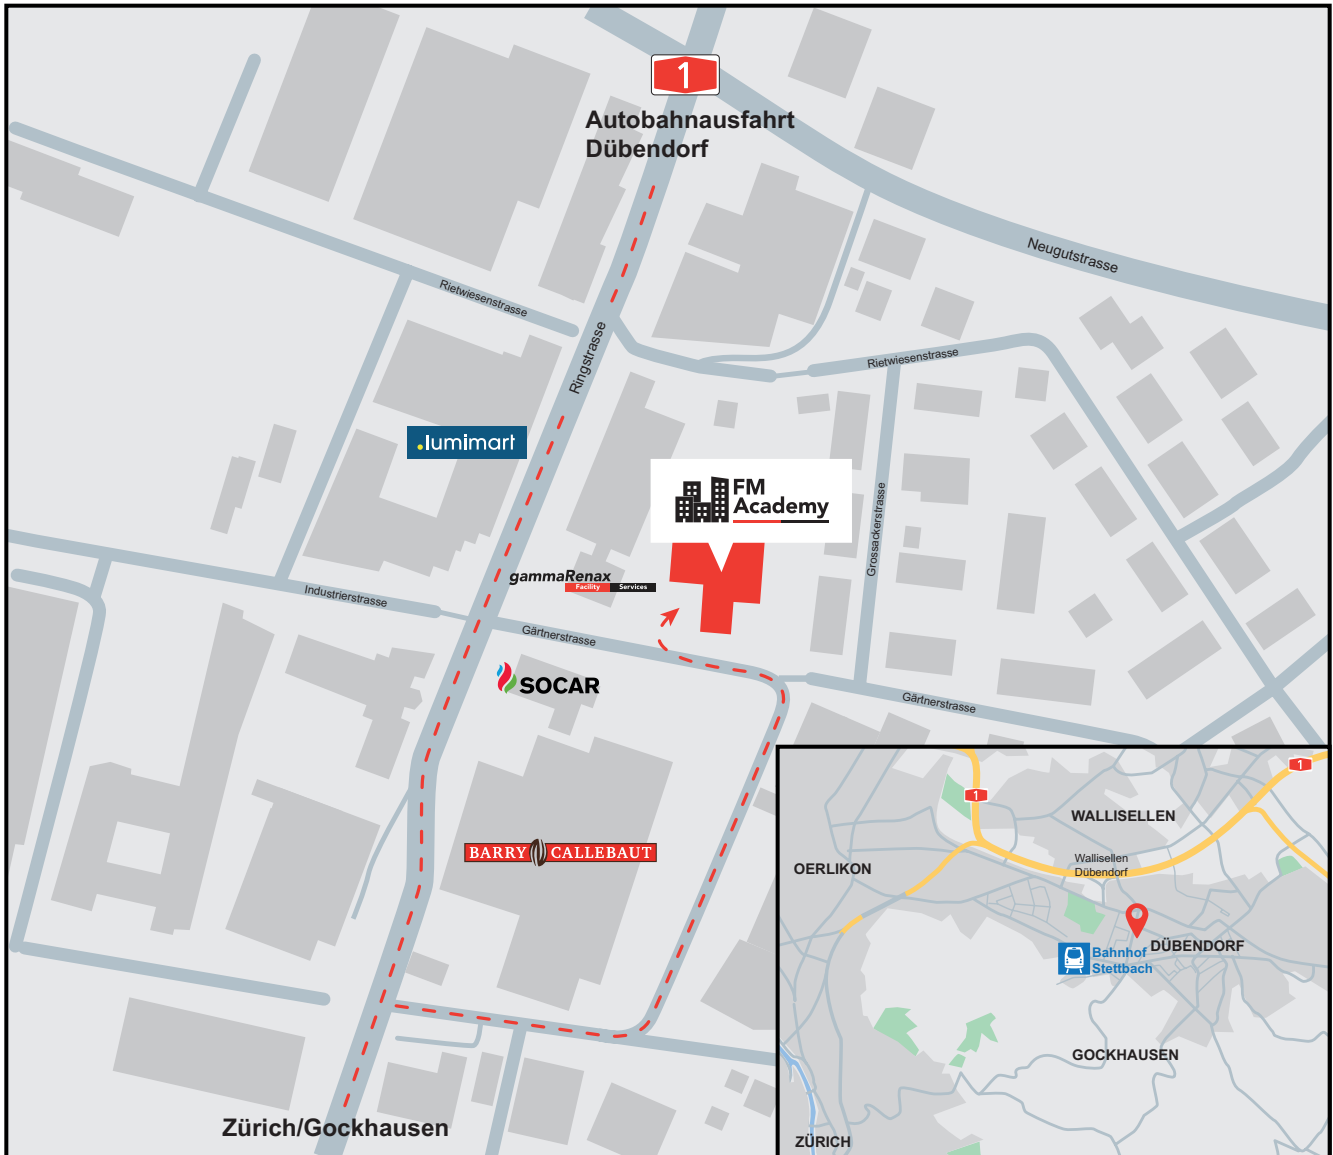 1
Autobahnausfahrt
Dübendorf
Neugutstrasse
Rietwiesenstrasse
Ringstrasse
Rietwiesenstrasse
.lumimart
FM
Academy
Grossackerstrasse
gammaRenax
Facility Services
Industrierstrasse
Gärtnerstrasse
SOCAR
Gärtnerstrasse
BARRY CALLEBAUT
Zürich/Gockhausen
1
1
WALLISELLEN
OERLIKON
Wallisellen
Dübendorf
DÜBENDORF
Bahnhof
Stettbach
GOCKHAUSEN
ZÜRICH